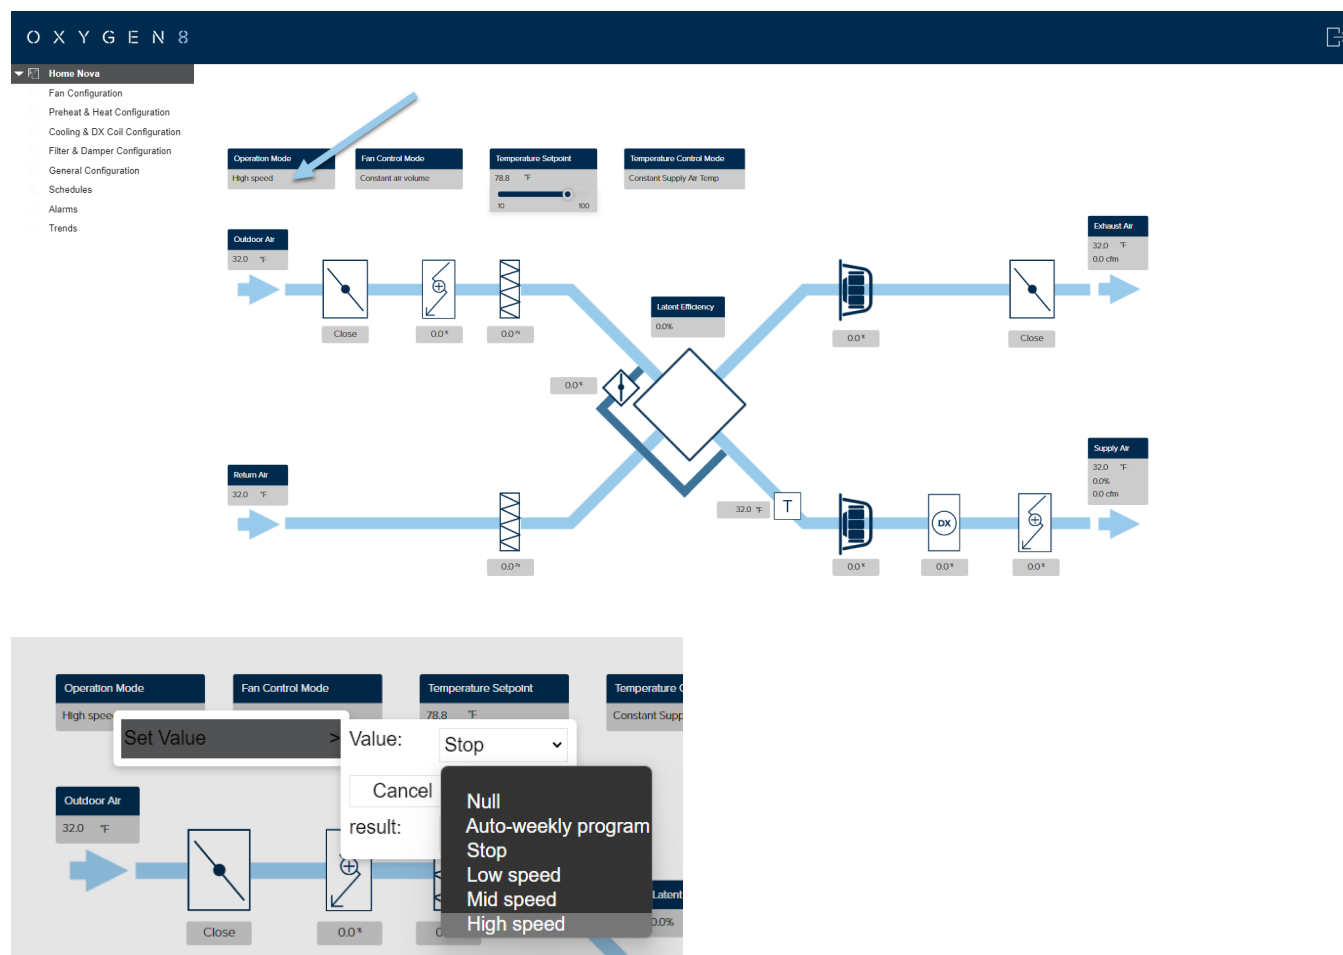 OXYGEN8
Home Nova
Fan Configuration
Preheat & Heat Configuration
Cooling & DX Coil Configuration
Filter & Damper Configuration
General Configuration
Schedules
Alarms
Trends
Operation Mode
High speed
Fan Control Mode
Constant air volume
Temperature Setpoint
78.8 °F
10 100
Temperature Control Mode
Constant Supply Air Temp
Outdoor Air
32.0 °F
Close
0.0 %
0.0 Pa
Latent Efficiency
0.0%
0.0 %
Close
Exhaust Air
32.0 °F
0.0 cfm
0.0 %
Return Air
32.0 °F
0.0 Pa
32.0 °F
T
DX
0.0 %
0.0 %
0.0 %
Supply Air
32.0 °F
0.0%
0.0 cfm
Operation Mode
High spee
Fan Control Mode
Temperature Setpoint
78.8 °F
Temperature C
Constant Supp
Set Value >
Value: Stop
Cancel
result:
Null
Auto-weekly program
Stop
Low speed
Mid speed
High speed
Outdoor Air
32.0 °F
Close
0.0 %
0
Latent
0.0%